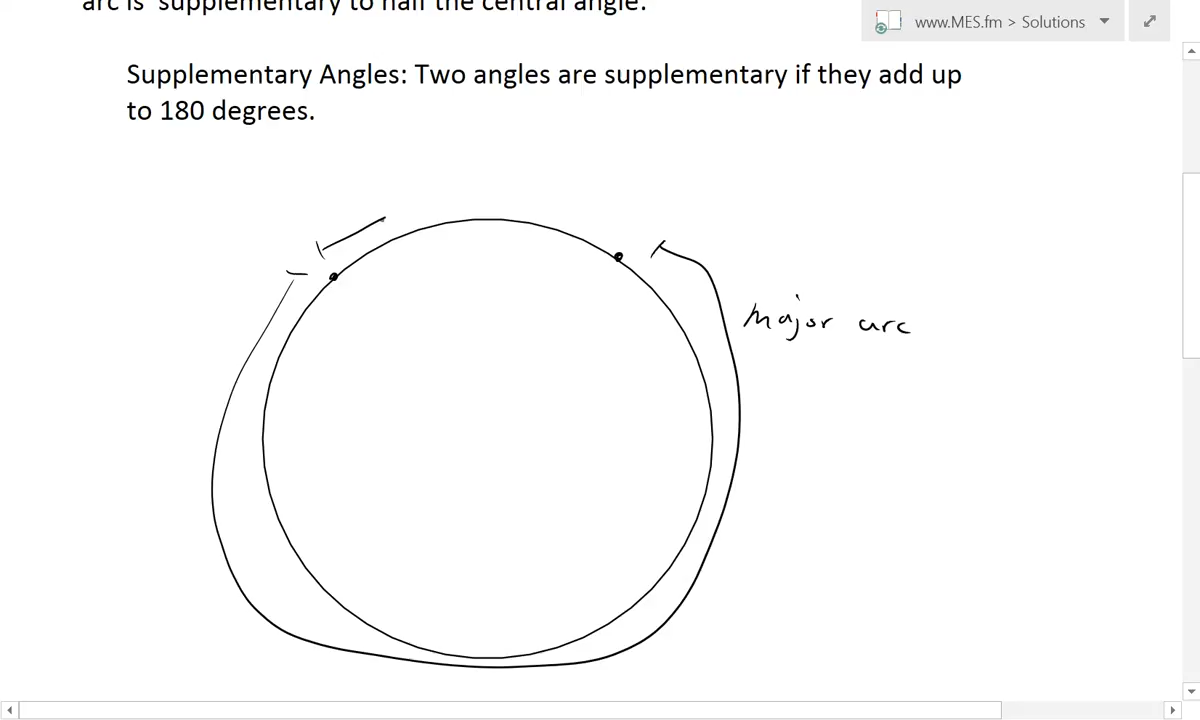 arc is supplementary to half the central angle.
www.MES.fm > Solutions
Supplementary Angles: Two angles are supplementary if they add up
to 180 degrees.
major arc